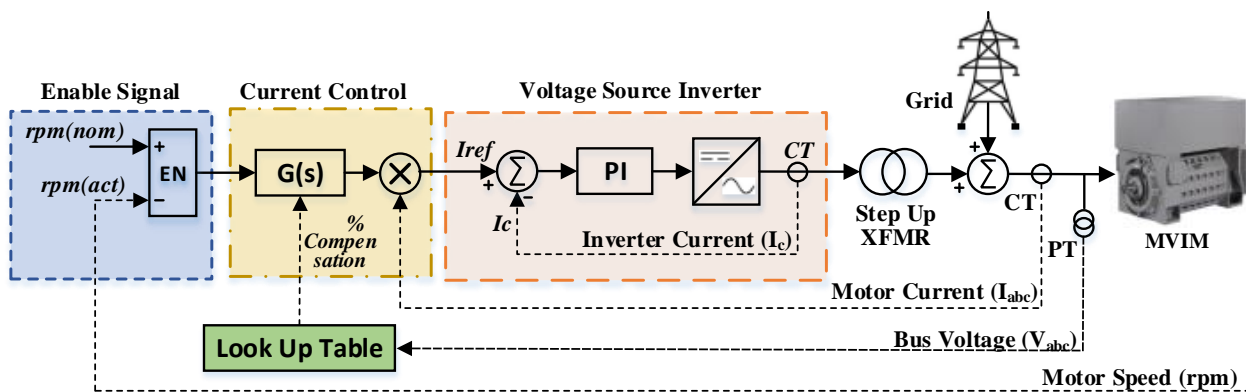 Enable Signal
rpm(nom)
+
rpm(act)
−
EN
Current Control
G(s)
×
%
Compen
sation
Look Up Table
Voltage Source Inverter
Iref
+
Σ
−
Ic
PI
CT
Inverter Current (Ic)
Step Up
XFMR
Grid
+
+
Σ
CT
PT
MVIM
Motor Current (Iabc)
Bus Voltage (Vabc)
Motor Speed (rpm)